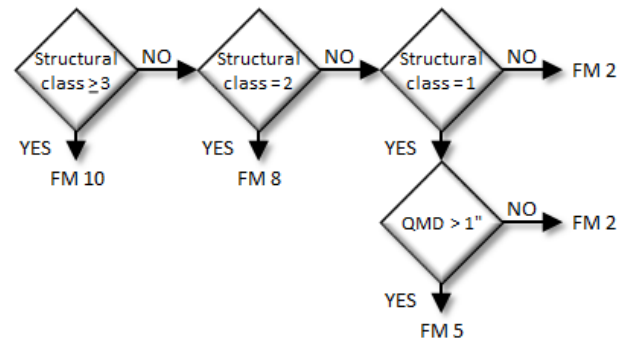 Structural
class ≥3
NO
Structural
class = 2
NO
Structural
class = 1
NO
FM 2
YES
FM 10
YES
FM 8
YES
QMD > 1"
NO
FM 2
YES
FM 5